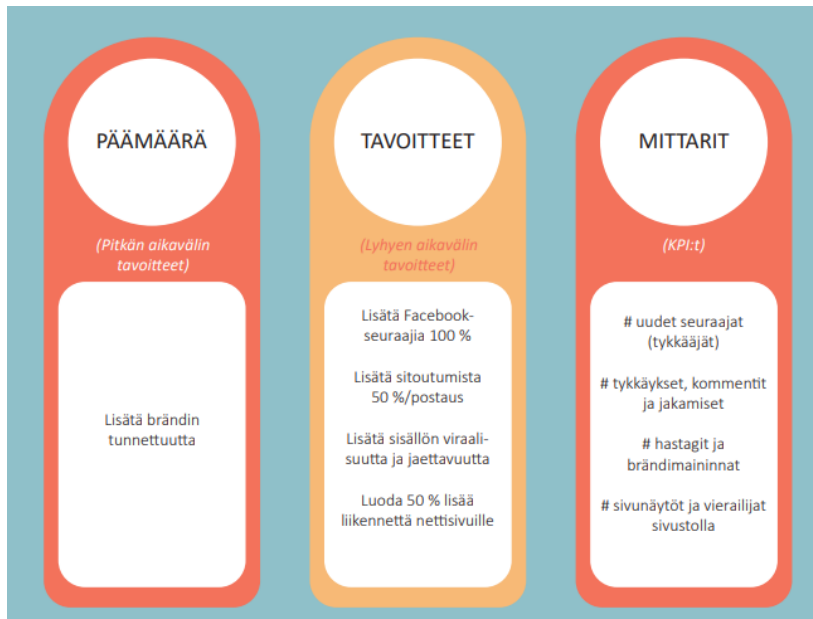 PÄÄMÄÄRÄ
(Pitkän aikavälin
tavoitteet)
Lisätä brändin
tunnettuutta
TAVOITTEET
(Lyhyen aikavälin
tavoitteet)
Lisätä Facebook-
seuraajia 100 %
Lisätä sitoutumista
50 %/postaus
Lisätä sisällön viraali-
suutta ja jaettavuutta
Luoda 50 % lisää
liikennettä nettisivuille
MITTARIT
(KPI:t)
# uudet seuraajat
(tykkääjät)
# tykkäykset, kommentit
ja jakamiset
# hastagit ja
brändimaininnat
# sivunäytöt ja vierailijat
sivustolla